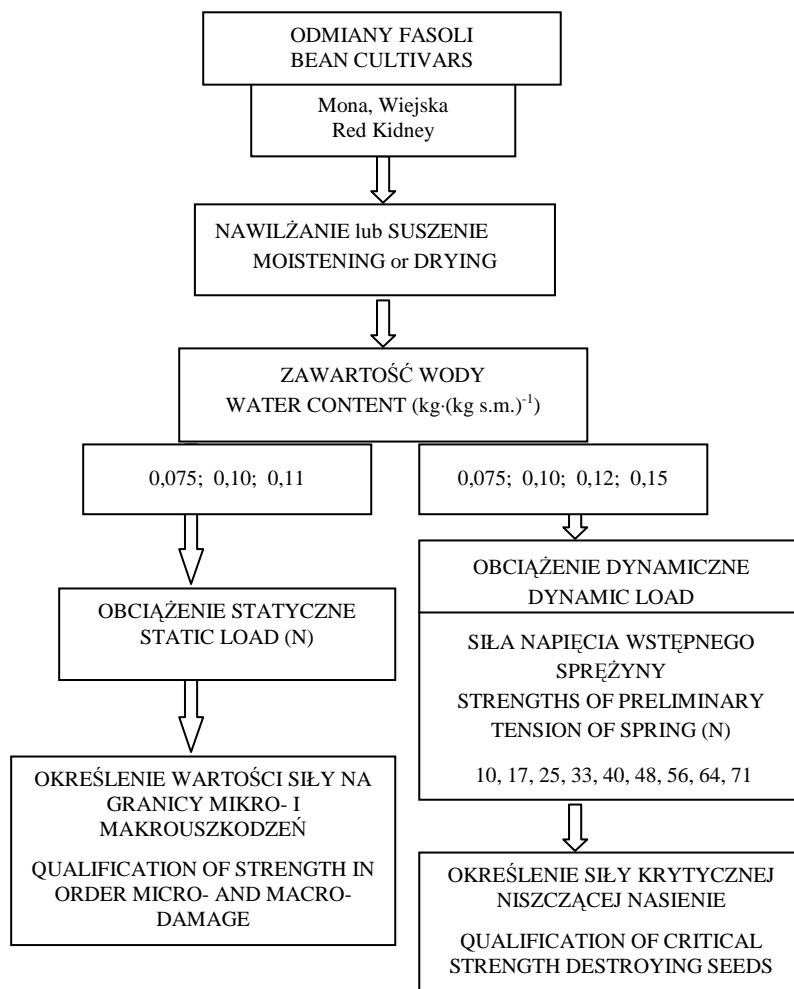 ODMIANY FASOLI
BEAN CULTIVARS
Mona, Wiejska
Red Kidney
NAWILŻANIE lub SUSZENIE
MOISTENING or DRYING
ZAWARTOŚĆ WODY
WATER CONTENT (kg·(kg s.m.)⁻¹)
0,075; 0,10; 0,11
OBCIĄŻENIE STATYCZNE
STATIC LOAD (N)
OKREŚLENIE WARTOŚCI SIŁY NA
GRANICY MIKRO- I
MAKROUSZKODZEŃ
QUALIFICATION OF STRENGTH IN
ORDER MICRO- AND MACRO-
DAMAGE
0,075; 0,10; 0,12; 0,15
OBCIĄŻENIE DYNAMICZNE
DYNAMIC LOAD
SIŁA NAPIĘCIA WSTĘPNEGO
SPRĘŻYNY
STRENGTHS OF PRELIMINARY
TENSION OF SPRING (N)
10, 17, 25, 33, 40, 48, 56, 64, 71
OKREŚLENIE SIŁY KRYTYCZNEJ
NISZCZĄCEJ NASIENIE
QUALIFICATION OF CRITICAL
STRENGTH DESTROYING SEEDS